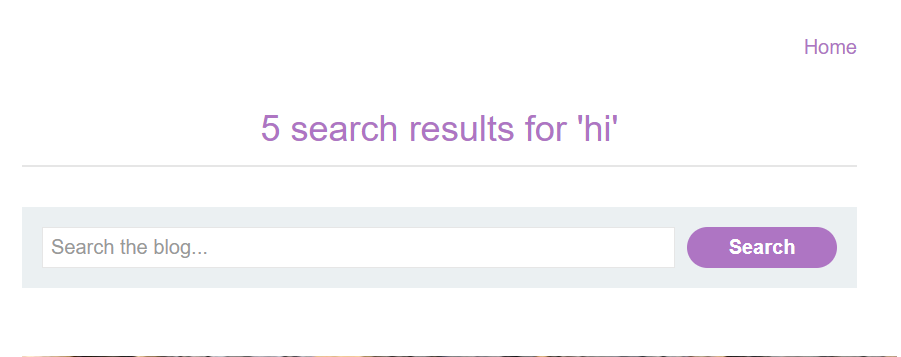 Home
5 search results for 'hi'
Search the blog...
Search